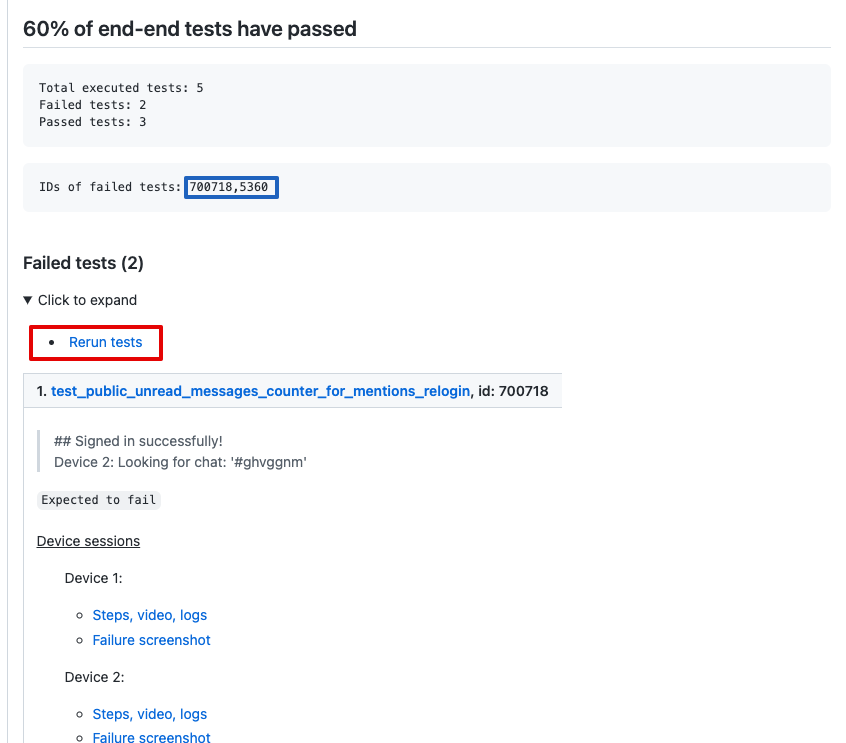 60% of end-end tests have passed
Total executed tests: 5
Failed tests: 2
Passed tests: 3
IDs of failed tests: 700718,5360
Failed tests (2)
▼ Click to expand
• Rerun tests
1. test_public_unread_messages_counter_for_mentions_relogin, id: 700718
## Signed in successfully!
Device 2: Looking for chat: '#ghvggnm'
Expected to fail
Device sessions
Device 1:
◦ Steps, video, logs
◦ Failure screenshot
Device 2:
◦ Steps, video, logs
◦ Failure screenshot